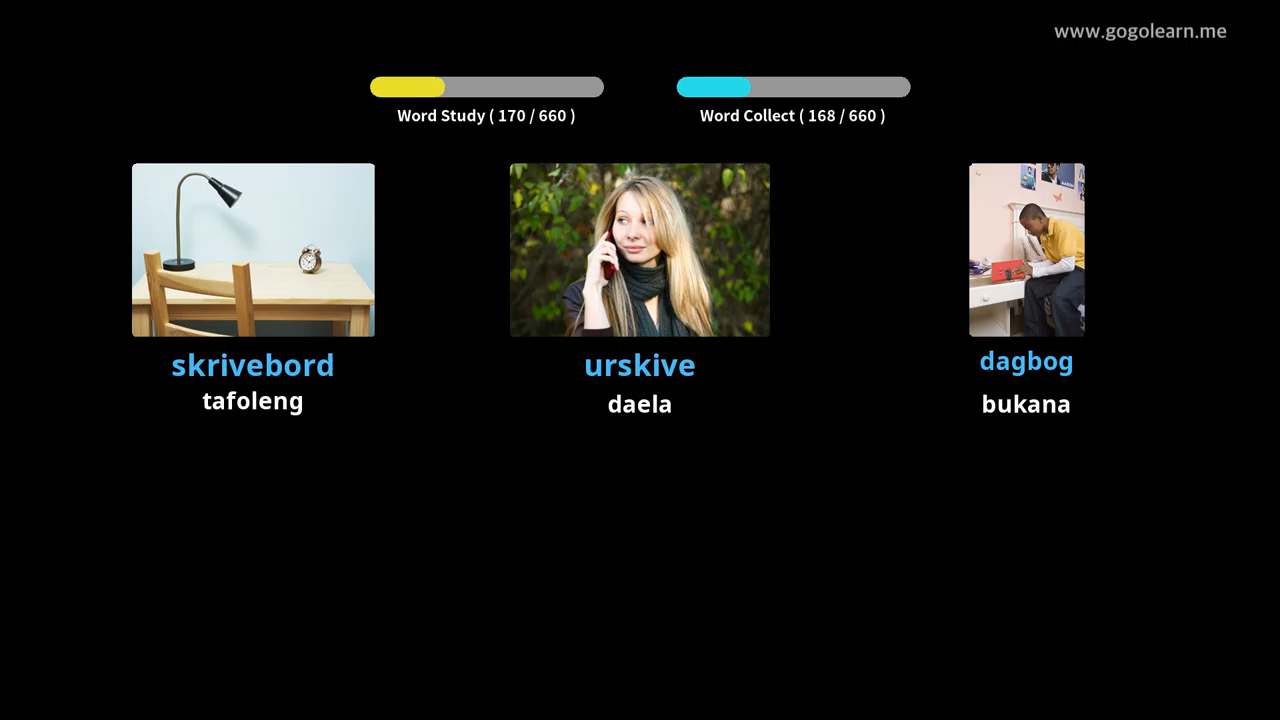 www.gogolearn.me
Word Study ( 170 / 660 )
Word Collect ( 168 / 660 )
skrivebord
urskive
dagbog
tafoleng
daela
bukana